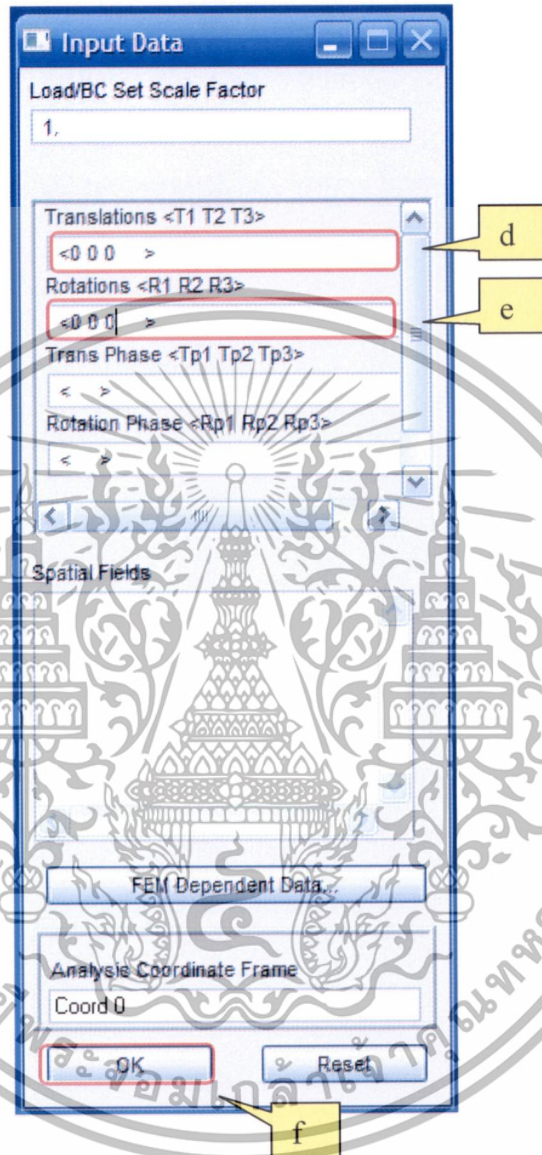 Input Data
Load/BC Set Scale Factor
1,
Translations <T1 T2 T3>
<0 0 0 >
d
Rotations <R1 R2 R3>
<0 0 0 >
e
Trans Phase <Tp1 Tp2 Tp3>
< >
Rotation Phase <Rp1 Rp2 Rp3>
< >
Spatial Fields
FEM Dependent Data...
Analysis Coordinate Frame
Coord 0
OK
Reset
f